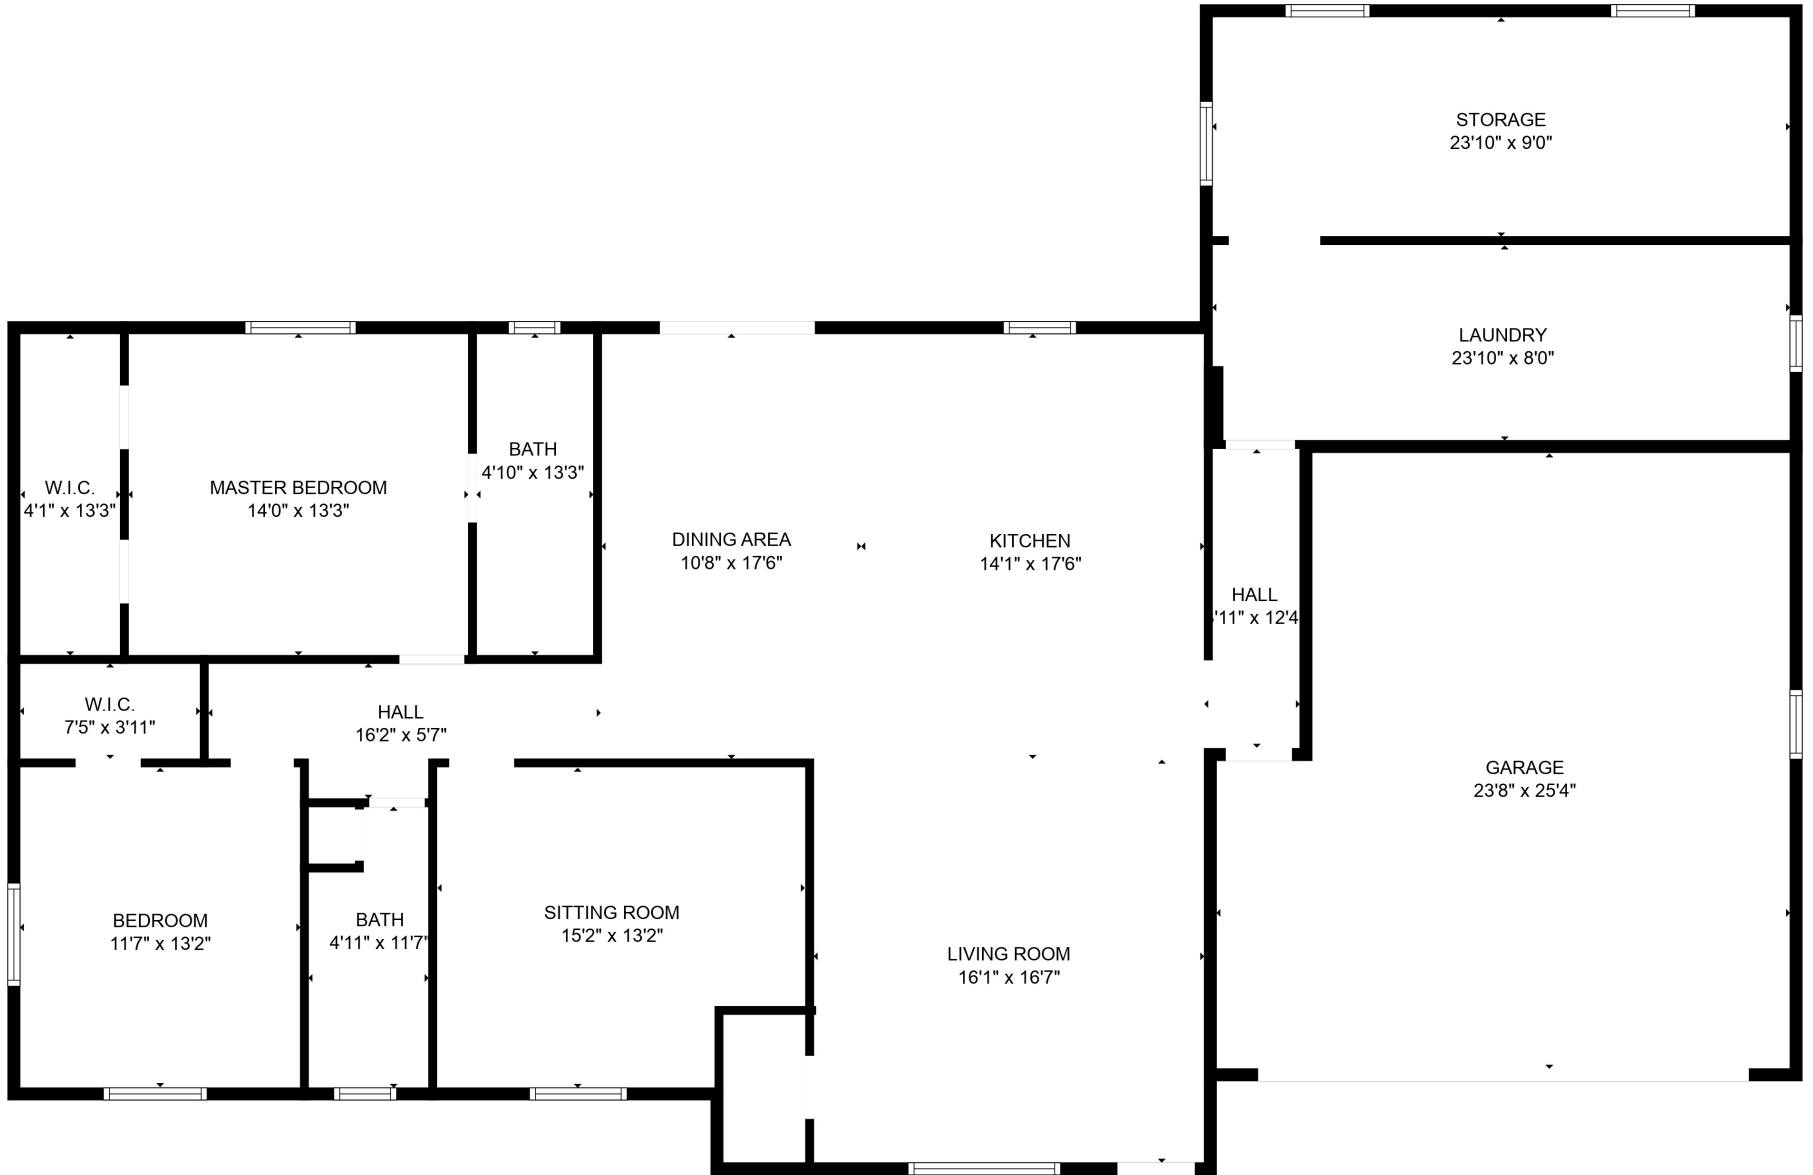 STORAGE
23'10" x 9'0"
LAUNDRY
23'10" x 8'0"
BATH
4'10" x 13'3"
W.I.C.
4'1" x 13'3"
MASTER BEDROOM
14'0" x 13'3"
DINING AREA
10'8" x 17'6"
KITCHEN
14'1" x 17'6"
HALL
'11" x 12'4
W.I.C.
7'5" x 3'11"
HALL
16'2" x 5'7"
GARAGE
23'8" x 25'4"
BEDROOM
11'7" x 13'2"
BATH
4'11" x 11'7"
SITTING ROOM
15'2" x 13'2"
LIVING ROOM
16'1" x 16'7"